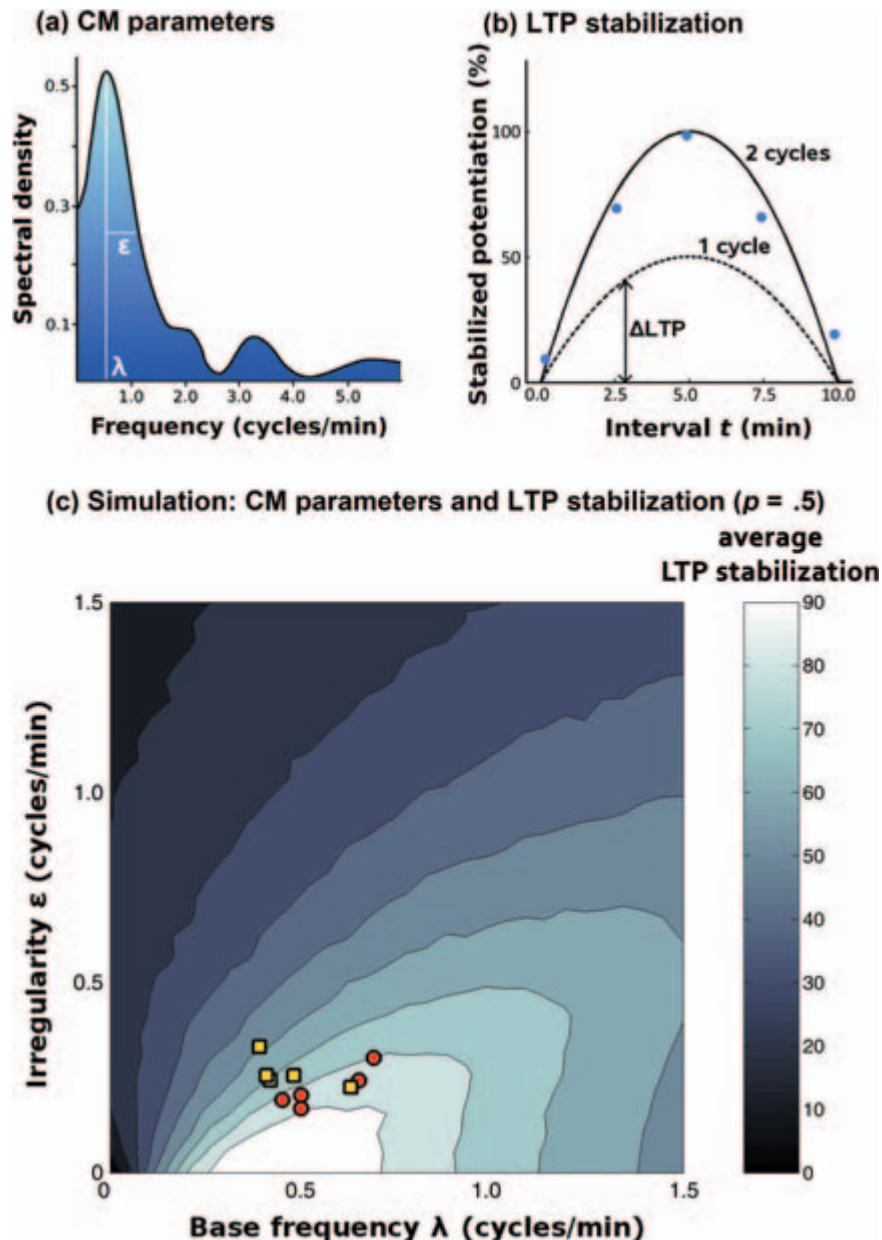 (a) CM parameters
Spectral density
0.5
0.3
0.1
ε
λ
1.0 2.0 3.0 4.0 5.0
Frequency (cycles/min)
(b) LTP stabilization
Stabilized potentiation (%)
100
50
0
2 cycles
1 cycle
ΔLTP
0.0 2.5 5.0 7.5 10.0
Interval t (min)
(c) Simulation: CM parameters and LTP stabilization (p = .5)
average
LTP stabilization
Irregularity ε (cycles/min)
1.5
1.0
0.5
0
0 0.5 1.0 1.5
Base frequency λ (cycles/min)
90
80
70
60
50
40
30
20
10
0